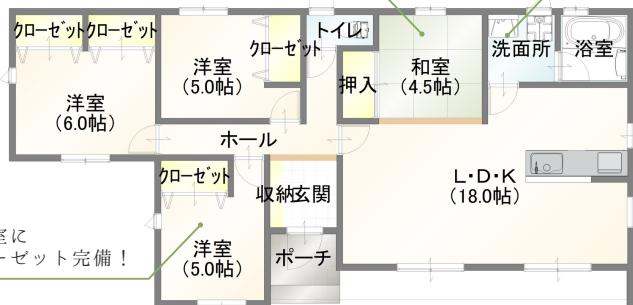 クローゼット
クローゼット
洋室
(6.0帖)
洋室
(5.0帖)
クローゼット
トイレ
押入
和室
(4.5帖)
洗面所
浴室
ホール
クローゼット
洋室
(5.0帖)
収納
玄関
ポーチ
L・D・K
(18.0帖)
室に
ーゼット完備！